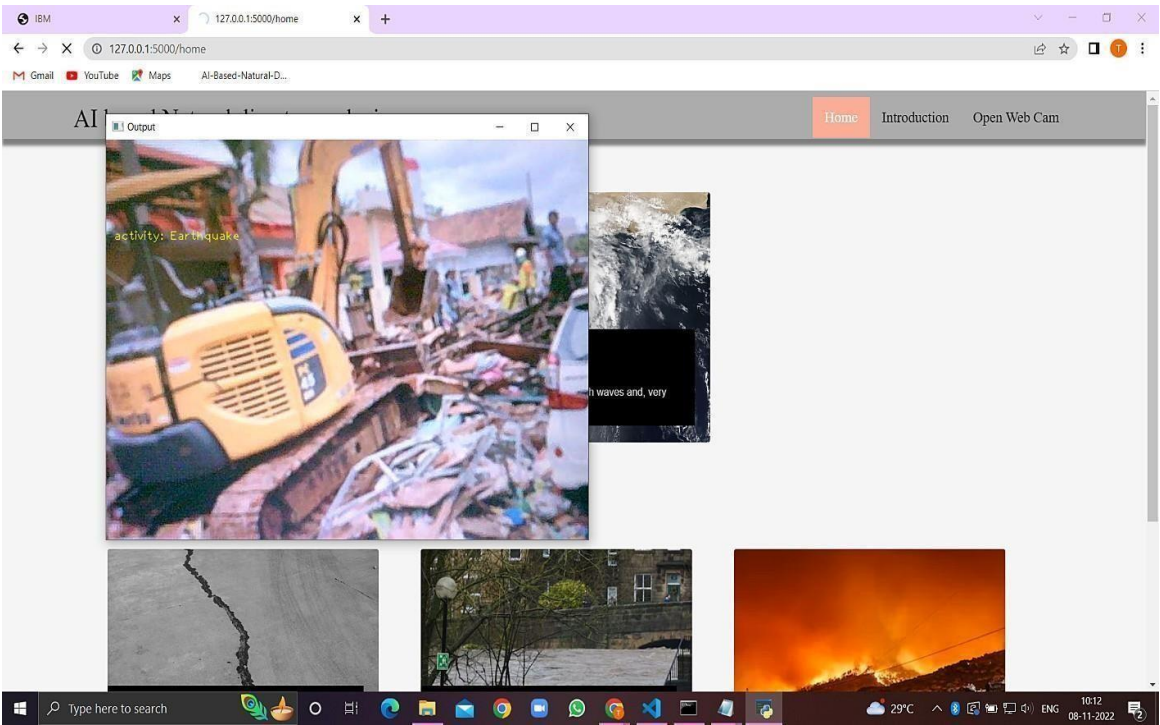 IBM
127.0.0.1:5000/home
127.0.0.1:5000/home
Gmail YouTube Maps AI-Based-Natural-D...
AI
Output
Home Introduction Open Web Cam
activity: Earthquake
h waves and, very
45
Type here to search
29°C ENG 10:12
08-11-2022
2